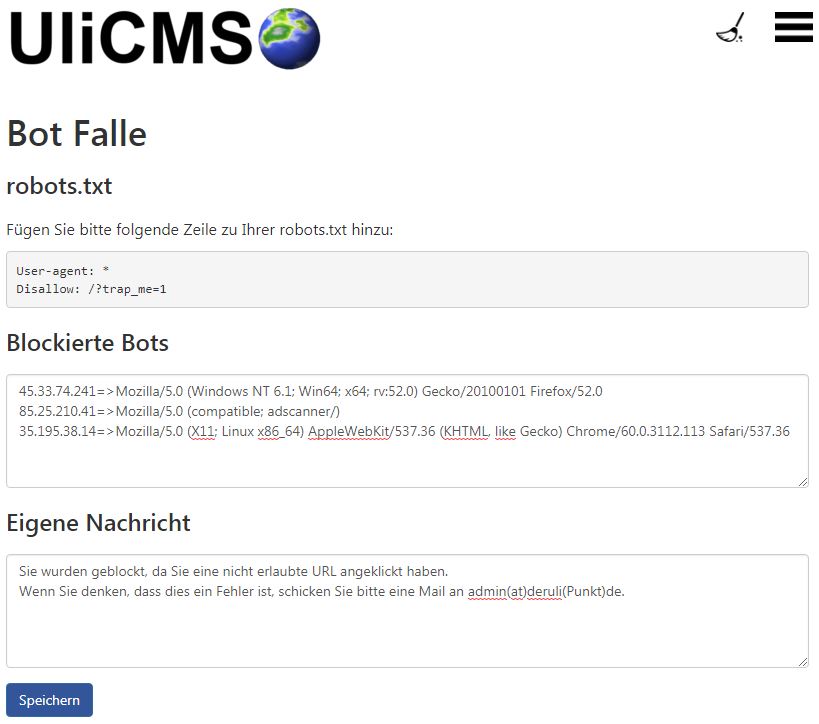 UliCMS
Bot Falle
robots.txt
Fügen Sie bitte folgende Zeile zu Ihrer robots.txt hinzu:
User-agent: *
Disallow: /?trap_me=1
Blockierte Bots
45.33.74.241=>Mozilla/5.0 (Windows NT 6.1; Win64; x64; rv:52.0) Gecko/20100101 Firefox/52.0
85.25.210.41=>Mozilla/5.0 (compatible; adscanner/)
35.195.38.14=>Mozilla/5.0 (X11; Linux x86_64) AppleWebKit/537.36 (KHTML, like Gecko) Chrome/60.0.3112.113 Safari/537.36
Eigene Nachricht
Sie wurden geblockt, da Sie eine nicht erlaubte URL angeklickt haben.
Wenn Sie denken, dass dies ein Fehler ist, schicken Sie bitte eine Mail an admin(at)deruli(Punkt)de.
Speichern